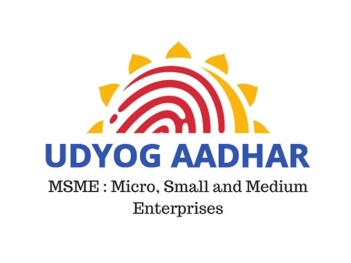 UDYOG AADHAR
MSME : Micro, Small and Medium
Enterprises